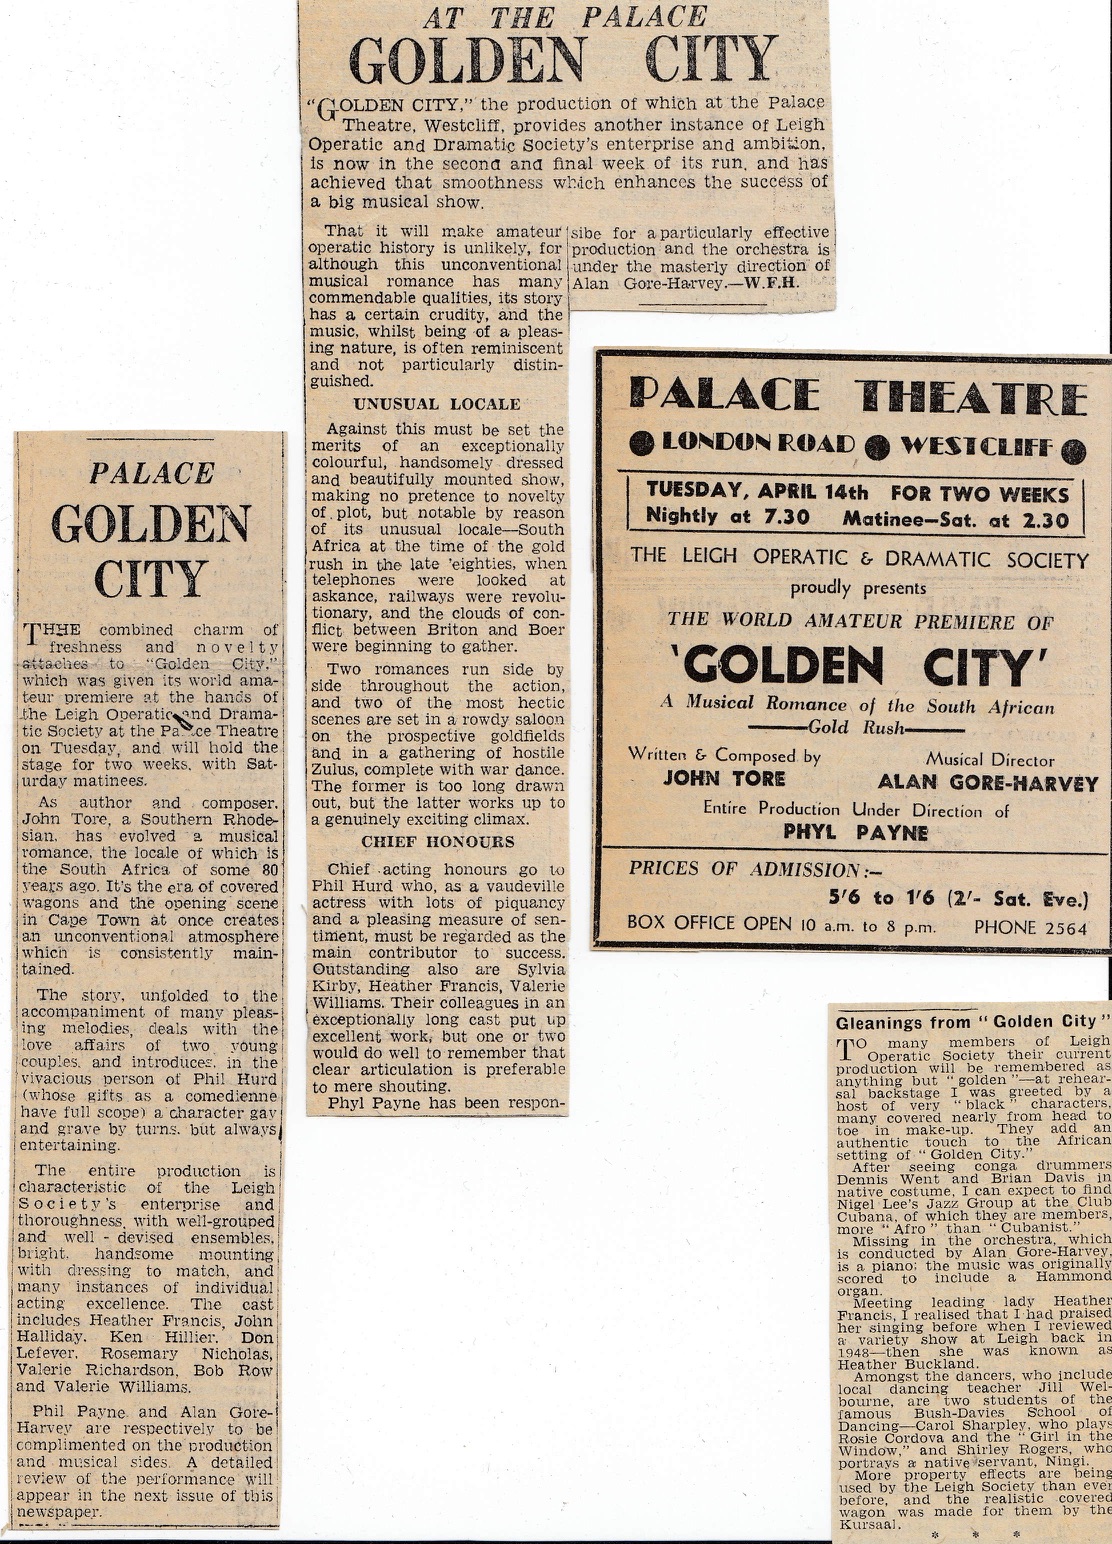 AT THE PALACE
GOLDEN CITY
"GOLDEN CITY," the production of which at the Palace
Theatre, Westcliff, provides another instance of Leigh
Operatic and Dramatic Society's enterprise and ambition,
is now in the second and final week of its run, and has
achieved that smoothness which enhances the success of
a big musical show.
That it will make amateur
operatic history is unlikely, for
although this unconventional
musical romance has many
commendable qualities, its story
has a certain crudity, and the
music, whilst being of a pleas-
ing nature, is often reminiscent
and not particularly distin-
guished.
UNUSUAL LOCALE
Against this must be set the
merits of an exceptionally
colourful, handsomely dressed
and beautifully mounted show,
making no pretence to novelty
of plot, but notable by reason
of its unusual locale—South
Africa at the time of the gold
rush in the late 'eighties, when
telephones were looked at
askance, railways were revolu-
tionary, and the clouds of con-
flict between Briton and Boer
were beginning to gather.
Two romances run side by
side throughout the action,
and two of the most hectic
scenes are set in a rowdy saloon
on the prospective goldfields
and in a gathering of hostile
Zulus, complete with war dance.
The former is too long drawn
out, but the latter works up to
a genuinely exciting climax.
CHIEF HONOURS
Chief acting honours go to
Phil Hurd who, as a vaudeville
actress with lots of piquancy
and a pleasing measure of sen-
timent, must be regarded as the
main contributor to success.
Outstanding also are Sylvia
Kirby, Heather Francis, Valerie
Williams. Their colleagues in an
exceptionally long cast put up
excellent work, but one or two
would do well to remember that
clear articulation is preferable
to mere shouting.
Phyl Payne has been respon-
sibe for a particularly effective
production and the orchestra is
under the masterly direction of
Alan Gore-Harvey.—W.F.H.
PALACE
GOLDEN
CITY
THHE combined charm of
freshness and novelty
attaches to "Golden City,"
which was given its world ama-
teur premiere at the hands of
the Leigh Operatic and Drama-
tic Society at the Palace Theatre
on Tuesday, and will hold the
stage for two weeks, with Sat-
urday matinees.
As author and composer,
John Tore, a Southern Rhode-
sian, has evolved a musical
romance, the locale of which is
the South Africa of some 80
years ago. It's the era of covered
wagons and the opening scene
in Cape Town at once creates
an unconventional atmosphere
which is consistently main-
tained.
The story, unfolded to the
accompaniment of many pleas-
ing melodies, deals with the
love affairs of two young
couples, and introduces, in the
vivacious person of Phil Hurd
(whose gifts as a comedienne
have full scope) a character gay
and grave by turns, but always
entertaining.
The entire production is
characteristic of the Leigh
Society's enterprise and
thoroughness, with well-grouped
and well-devised ensembles,
bright, handsome mounting
with dressing to match, and
many instances of individual
acting excellence. The cast
includes Heather Francis, John
Halliday, Ken Hillier, Don
Lefever, Rosemary Nicholas,
Valerie Richardson, Bob Row
and Valerie Williams.
Phil Payne and Alan Gore-
Harvey are respectively to be
complimented on the production
and musical sides. A detailed
review of the performance will
appear in the next issue of this
newspaper.
PALACE THEATRE
● LONDON ROAD ● WESTCLIFF ●
TUESDAY, APRIL 14th FOR TWO WEEKS
Nightly at 7.30 Matinee—Sat. at 2.30
THE LEIGH OPERATIC & DRAMATIC SOCIETY
proudly presents
THE WORLD AMATEUR PREMIERE OF
'GOLDEN CITY'
A Musical Romance of the South African
Gold Rush
Written & Composed by
JOHN TORE
Musical Director
ALAN GORE-HARVEY
Entire Production Under Direction of
PHYL PAYNE
PRICES OF ADMISSION:—
5'6 to 1'6 (2'- Sat. Eve.)
BOX OFFICE OPEN 10 a.m. to 8 p.m. PHONE 2564
Gleanings from "Golden City"
TO many members of Leigh
Operatic Society their current
production will be remembered as
anything but "golden"—at rehear-
sal backstage I was greeted by a
host of very "black" characters,
many covered nearly from head to
toe in make-up. They add an
authentic touch to the African
setting of "Golden City."
After seeing conga drummers
Dennis Went and Brian Davis in
native costume, I can expect to find
Nigel Lee's Jazz Group at the Club
Cubana, of which they are members,
more "Afro" than "Cubanist."
Missing in the orchestra, which
is conducted by Alan Gore-Harvey,
is a piano; the music was originally
scored to include a Hammond
organ.
Meeting leading lady Heather
Francis, I realised that I had praised
her singing before when I reviewed
a variety show at Leigh back in
1948—then she was known as
Heather Buckland.
Amongst the dancers, who include
local dancing teacher Jill Wel-
bourne, are two students of the
famous Bush-Davies School of
Dancing—Carol Sharpley, who plays
Rosie Cordova and the "Girl in the
Window," and Shirley Rogers, who
portrays a native servant, Ningi.
More property effects are being
used by the Leigh Society than ever
before, and the realistic covered
wagon was made for them by the
Kursaal.
* * *